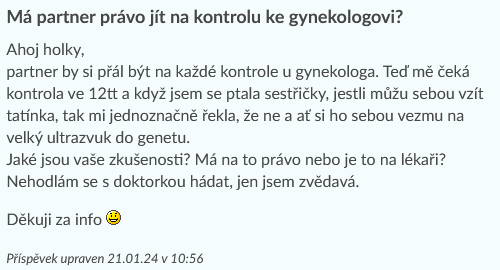 Má partner právo jít na kontrolu ke gynekologovi?
Ahoj holky,
partner by si přál být na každé kontrole u gynekologa. Teď mě čeká
kontrola ve 12tt a když jsem se ptala sestřičky, jestli můžu sebou vzít
tatínka, tak mi jednoznačně řekla, že ne a ať si ho sebou vezmu na
velký ultrazvuk do genetu.
Jaké jsou vaše zkušenosti? Má na to právo nebo je to na lékaři?
Nehodlám se s doktorkou hádat, jen jsem zvědavá.
Děkuji za info
Příspěvek upraven 21.01.24 v 10:56